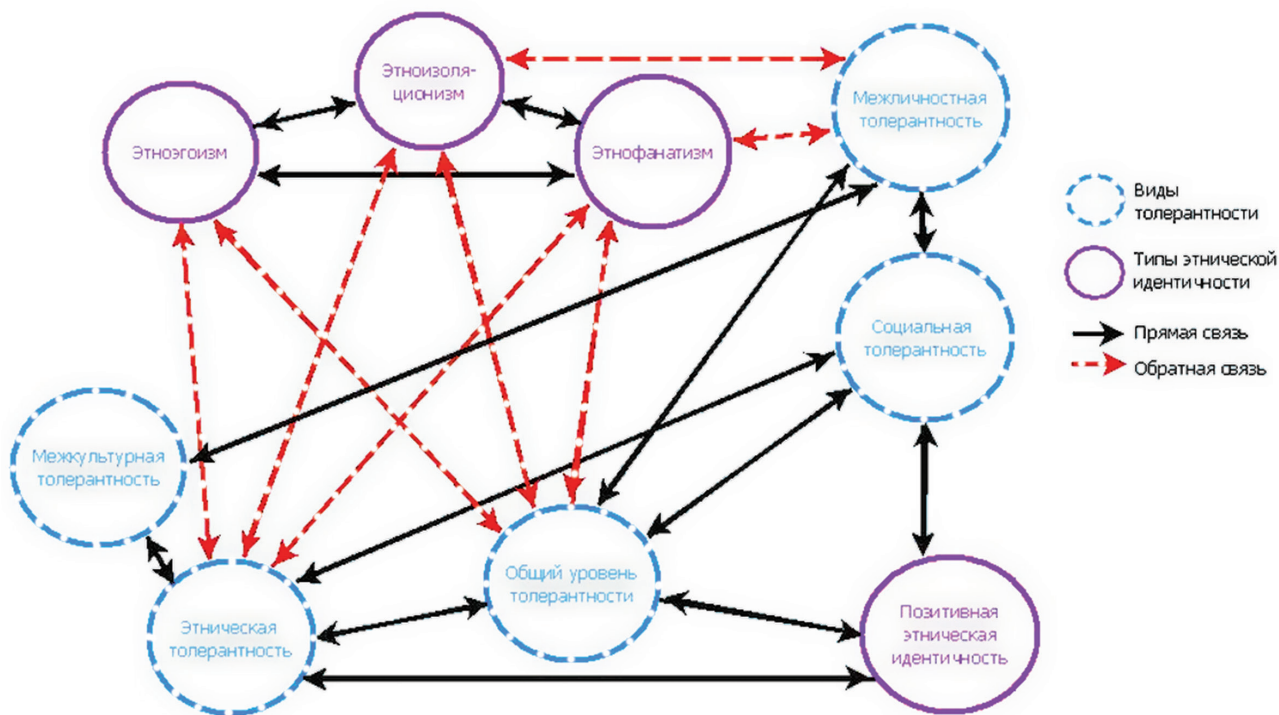 Этноизоля-
ционизм
Этноэгоизм
Этнофанатизм
Межличностная
толерантность
Виды
толерантности
Типы этнической
идентичности
Прямая связь
Обратная связь
Социальная
толерантность
Межкультурная
толерантность
Общий уровень
толерантности
Этническая
толерантность
Позитивная
этническая
идентичность